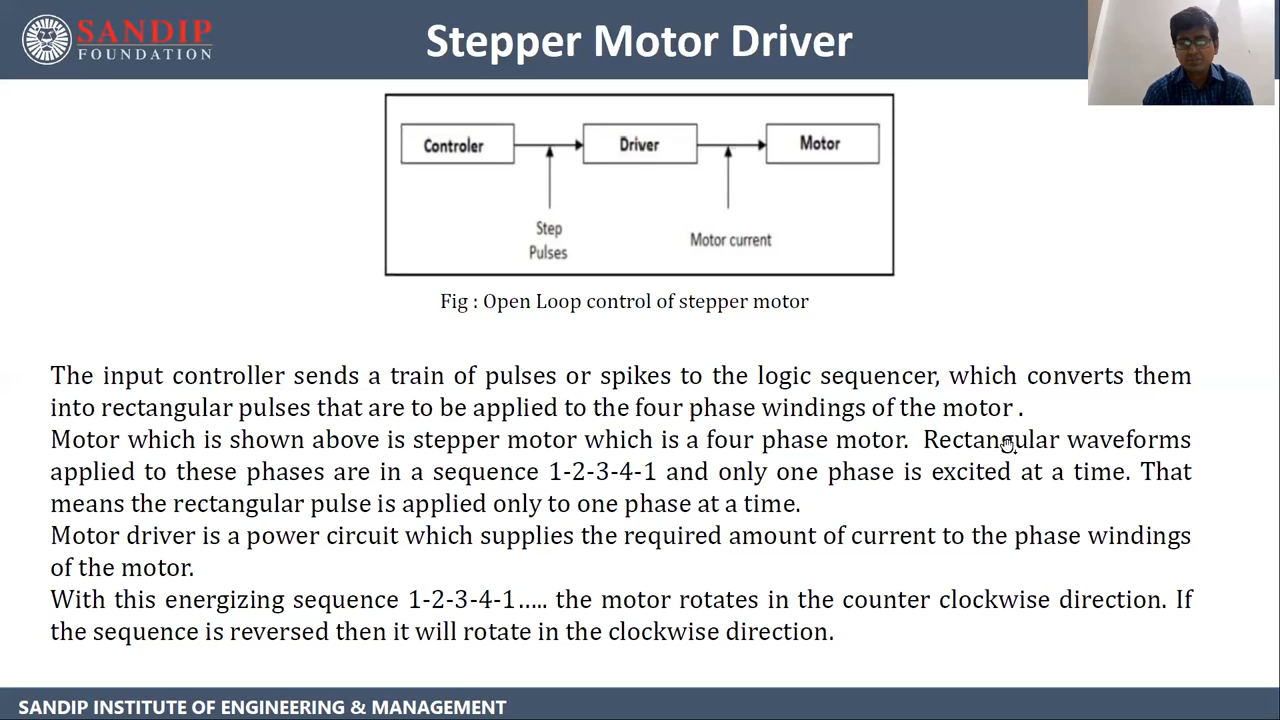 SANDIP
FOUNDATION
Stepper Motor Driver
Controler
Driver
Motor
Step
Pulses
Motor current
Fig : Open Loop control of stepper motor
The input controller sends a train of pulses or spikes to the logic sequencer, which converts them
into rectangular pulses that are to be applied to the four phase windings of the motor .
Motor which is shown above is stepper motor which is a four phase motor. Rectangular waveforms
applied to these phases are in a sequence 1-2-3-4-1 and only one phase is excited at a time. That
means the rectangular pulse is applied only to one phase at a time.
Motor driver is a power circuit which supplies the required amount of current to the phase windings
of the motor.
With this energizing sequence 1-2-3-4-1..... the motor rotates in the counter clockwise direction. If
the sequence is reversed then it will rotate in the clockwise direction.
SANDIP INSTITUTE OF ENGINEERING & MANAGEMENT